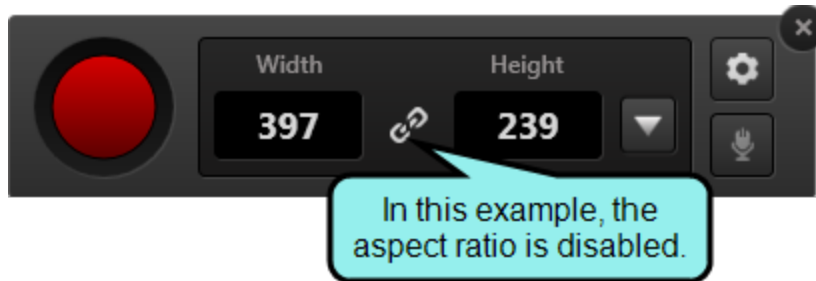 Width Height
397 239
In this example, the
aspect ratio is disabled.